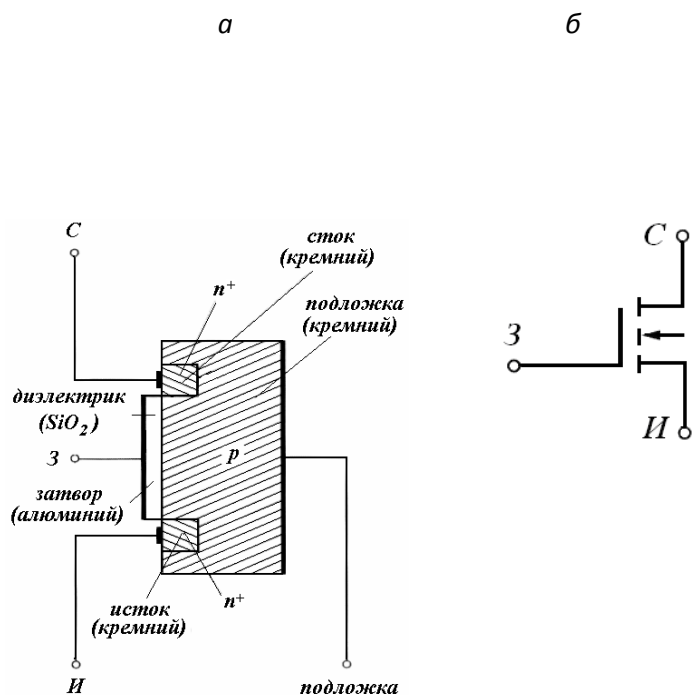 а
б
С
сток
(кремний)
n+
подложка
(кремний)
диэлектрик
(SiO2)
З
p
затвор
(алюминий)
исток
(кремний)
n+
И
подложка
С
З
И